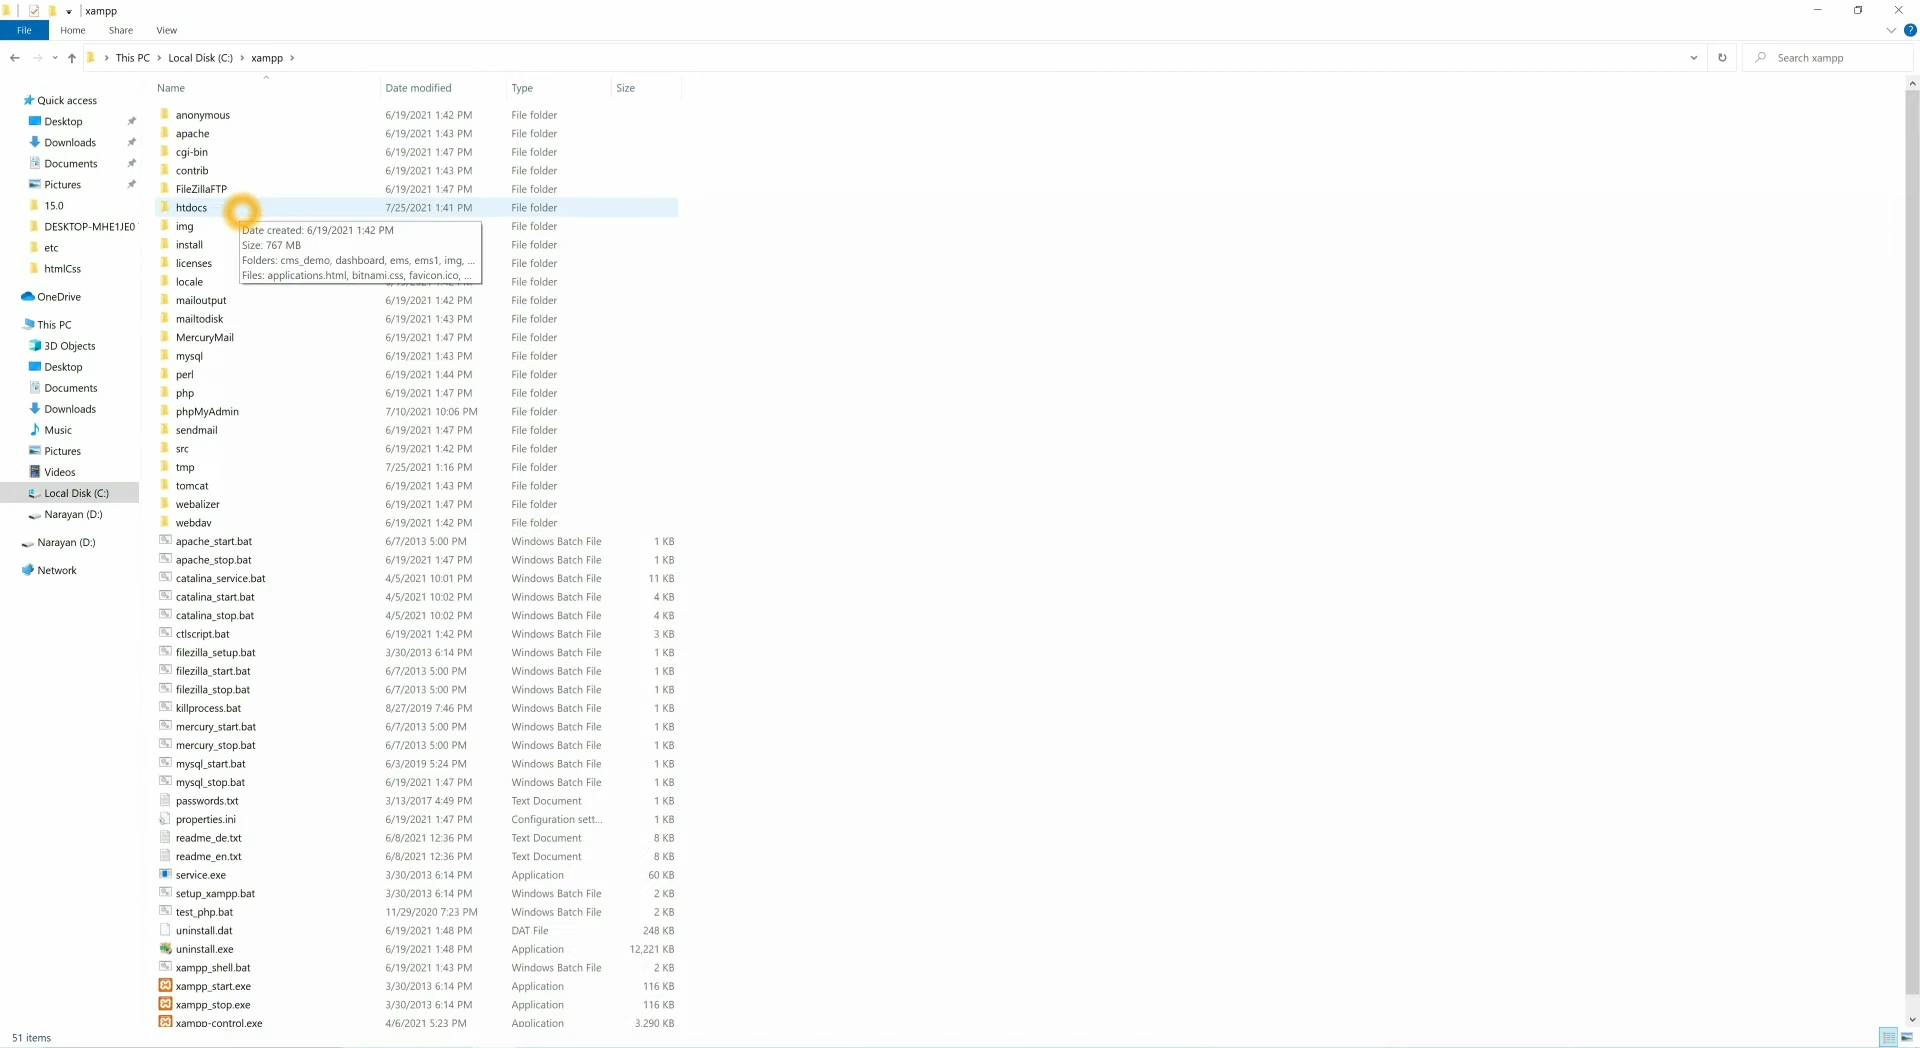 xampp
File Home Share View
This PC Local Disk (C:) xampp Search xampp
Name Date modified Type Size
Quick access
Desktop
Downloads
Documents
Pictures
15.0
DESKTOP-MHE1JE0
etc
htmlCss
OneDrive
This PC
3D Objects
Desktop
Documents
Downloads
Music
Pictures
Videos
Local Disk (C:)
Narayan (D:)
Narayan (D:)
Network
anonymous 6/19/2021 1:42 PM File folder
apache 6/19/2021 1:43 PM File folder
cgi-bin 6/19/2021 1:47 PM File folder
contrib 6/19/2021 1:43 PM File folder
FileZillaFTP 6/19/2021 1:47 PM File folder
htdocs 7/25/2021 1:41 PM File folder
img File folder
install File folder
licenses File folder
locale File folder
Date created: 6/19/2021 1:42 PM
Size: 767 MB
Folders: cms_demo, dashboard, ems, ems1, img, ...
Files: applications.html, bitnami.css, favicon.ico, ...
mailoutput 6/19/2021 1:42 PM File folder
mailtodisk 6/19/2021 1:43 PM File folder
MercuryMail 6/19/2021 1:47 PM File folder
mysql 6/19/2021 1:43 PM File folder
perl 6/19/2021 1:44 PM File folder
php 6/19/2021 1:47 PM File folder
phpMyAdmin 7/10/2021 10:06 PM File folder
sendmail 6/19/2021 1:47 PM File folder
src 6/19/2021 1:42 PM File folder
tmp 7/25/2021 1:16 PM File folder
tomcat 6/19/2021 1:43 PM File folder
webalizer 6/19/2021 1:47 PM File folder
webdav 6/19/2021 1:42 PM File folder
apache_start.bat 6/7/2013 5:00 PM Windows Batch File 1 KB
apache_stop.bat 6/19/2021 1:47 PM Windows Batch File 1 KB
catalina_service.bat 4/5/2021 10:01 PM Windows Batch File 11 KB
catalina_start.bat 4/5/2021 10:02 PM Windows Batch File 4 KB
catalina_stop.bat 4/5/2021 10:02 PM Windows Batch File 4 KB
ctlscript.bat 6/19/2021 1:42 PM Windows Batch File 3 KB
filezilla_setup.bat 3/30/2013 6:14 PM Windows Batch File 1 KB
filezilla_start.bat 6/7/2013 5:00 PM Windows Batch File 1 KB
filezilla_stop.bat 6/7/2013 5:00 PM Windows Batch File 1 KB
killprocess.bat 8/27/2019 7:46 PM Windows Batch File 1 KB
mercury_start.bat 6/7/2013 5:00 PM Windows Batch File 1 KB
mercury_stop.bat 6/7/2013 5:00 PM Windows Batch File 1 KB
mysql_start.bat 6/3/2019 5:24 PM Windows Batch File 1 KB
mysql_stop.bat 6/19/2021 1:47 PM Windows Batch File 1 KB
passwords.txt 3/13/2017 4:49 PM Text Document 1 KB
properties.ini 6/19/2021 1:47 PM Configuration sett... 1 KB
readme_de.txt 6/8/2021 12:36 PM Text Document 8 KB
readme_en.txt 6/8/2021 12:36 PM Text Document 8 KB
service.exe 3/30/2013 6:14 PM Application 60 KB
setup_xampp.bat 3/30/2013 6:14 PM Windows Batch File 2 KB
test_php.bat 11/29/2020 7:23 PM Windows Batch File 2 KB
uninstall.dat 6/19/2021 1:48 PM DAT File 248 KB
uninstall.exe 6/19/2021 1:48 PM Application 12,221 KB
xampp_shell.bat 6/19/2021 1:43 PM Windows Batch File 2 KB
xampp_start.exe 3/30/2013 6:14 PM Application 116 KB
xampp_stop.exe 3/30/2013 6:14 PM Application 116 KB
xampp-control.exe 4/6/2021 5:23 PM Application 3,290 KB
51 items